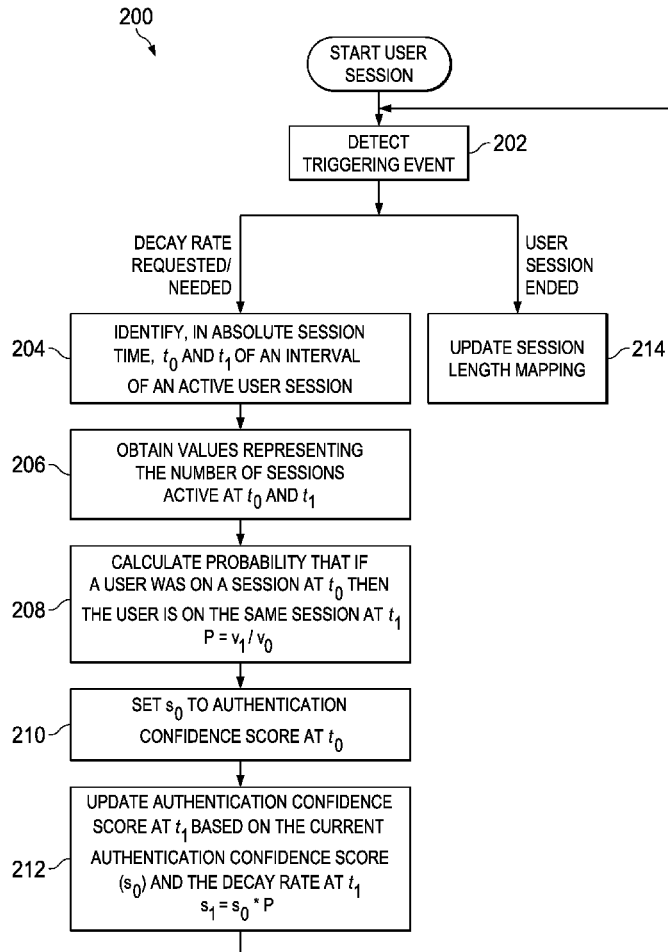 200
START USER
SESSION
DETECT
TRIGGERING EVENT
202
DECAY RATE
REQUESTED/
NEEDED
USER
SESSION
ENDED
204
IDENTIFY, IN ABSOLUTE SESSION
TIME, t0 AND t1 OF AN INTERVAL
OF AN ACTIVE USER SESSION
UPDATE SESSION
LENGTH MAPPING
214
206
OBTAIN VALUES REPRESENTING
THE NUMBER OF SESSIONS
ACTIVE AT t0 AND t1
208
CALCULATE PROBABILITY THAT IF
A USER WAS ON A SESSION AT t0 THEN
THE USER IS ON THE SAME SESSION AT t1
P = v1 / v0
210
SET s0 TO AUTHENTICATION
CONFIDENCE SCORE AT t0
212
UPDATE AUTHENTICATION CONFIDENCE
SCORE AT t1 BASED ON THE CURRENT
AUTHENTICATION CONFIDENCE SCORE
(s0) AND THE DECAY RATE AT t1
s1 = s0 * P